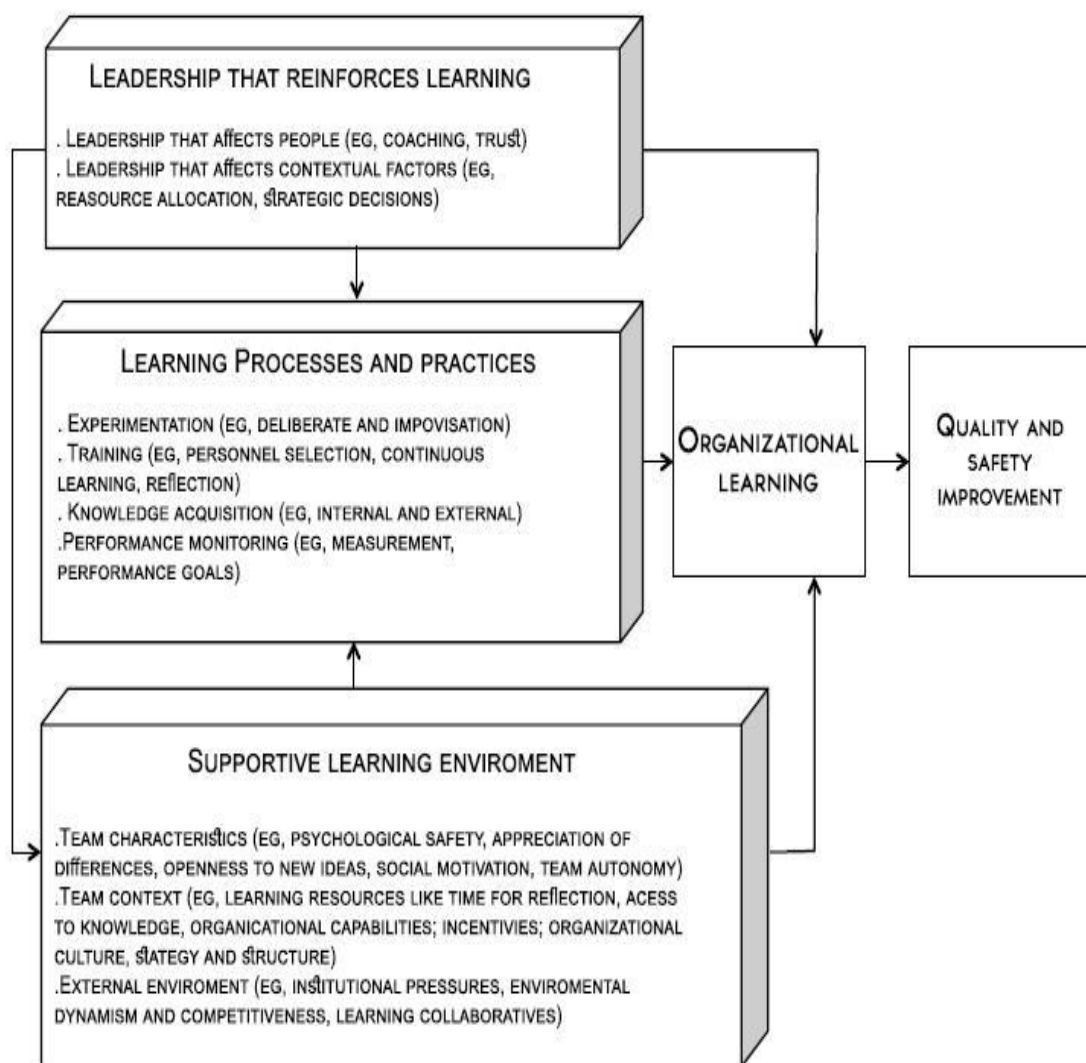 LEADERSHIP THAT REINFORCES LEARNING
. LEADERSHIP THAT AFFECTS PEOPLE (EG, COACHING, TRUST)
. LEADERSHIP THAT AFFECTS CONTEXTUAL FACTORS (EG,
REASOURCE ALLOCATION, STRATEGIC DECISIONS)
LEARNING PROCESSES AND PRACTICES
. EXPERIMENTATION (EG, DELIBERATE AND IMPOVISATION)
. TRAINING (EG, PERSONNEL SELECTION, CONTINUOUS
LEARNING, REFLECTION)
. KNOWLEDGE ACQUISITION (EG, INTERNAL AND EXTERNAL)
.PERFORMANCE MONITORING (EG, MEASUREMENT,
PERFORMANCE GOALS)
ORGANIZATIONAL
LEARNING
QUALITY AND
SAFETY
IMPROVEMENT
SUPPORTIVE LEARNING ENVIROMENT
.TEAM CHARACTERISTICS (EG, PSYCHOLOGICAL SAFETY, APPRECIATION OF
DIFFERENCES, OPENNESS TO NEW IDEAS, SOCIAL MOTIVATION, TEAM AUTONOMY)
.TEAM CONTEXT (EG, LEARNING RESOURCES LIKE TIME FOR REFLECTION, ACESS
TO KNOWLEDGE, ORGANICATIONAL CAPABILITIES; INCENTIVIES; ORGANIZATIONAL
CULTURE, STATEGY AND STRUCTURE)
.EXTERNAL ENVIROMENT (EG, INSTITUTIONAL PRESSURES, ENVIROMENTAL
DYNAMISM AND COMPETITIVENESS, LEARNING COLLABORATIVES)